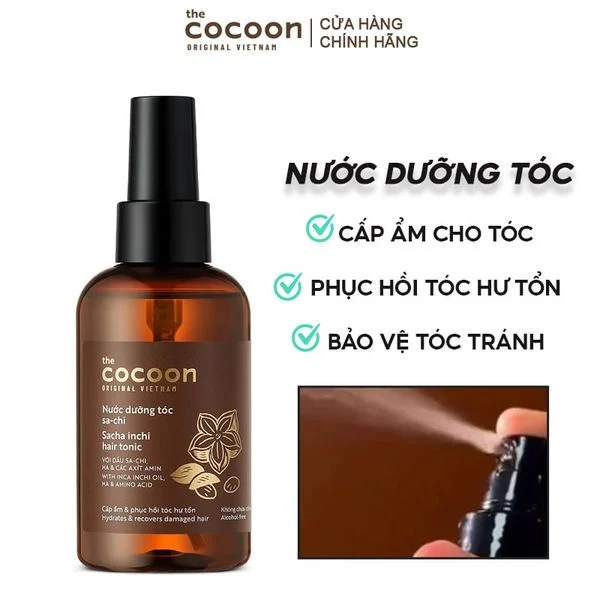 the
cocoon
ORIGINAL VIETNAM
CỬA HÀNG
CHÍNH HÃNG
NƯỚC DƯỠNG TÓC
CẤP ẨM CHO TÓC
PHỤC HỒI TÓC HƯ TỔN
BẢO VỆ TÓC TRÁNH
the
cocoon
ORIGINAL VIETNAM
Nước dưỡng tóc
sa-chi
Sacha inchi
hair tonic
VỚI DẦU SA-CHI,
HA & CÁC AXÍT AMIN
WITH INCA INCHI OIL,
HA & AMINO ACID
Cấp ẩm & phục hồi tóc hư tổn
Hydrates & recovers damaged hair
Không chứa
Alcohol-free